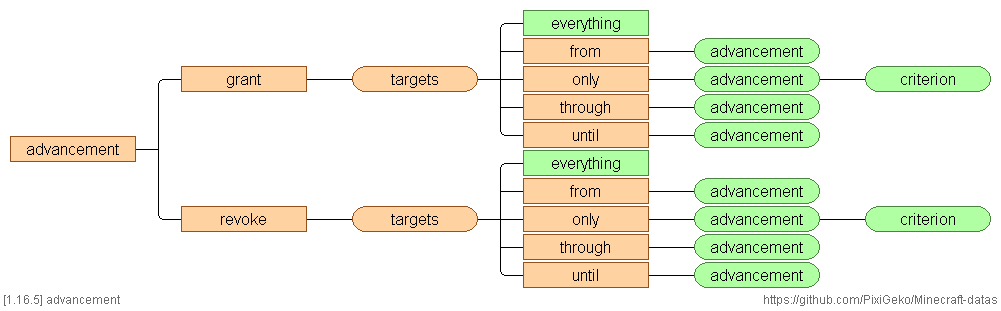 everything
from advancement
grant targets only advancement criterion
through advancement
until advancement
advancement
everything
from advancement
revoke targets only advancement criterion
through advancement
until advancement
[1.16.5] advancement https://github.com/PixiGeko/Minecraft-datas